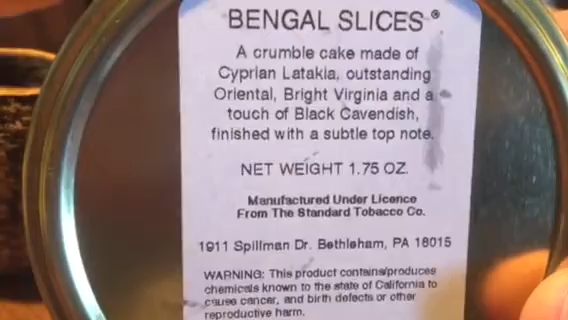 BENGAL SLICES®
A crumble cake made of
Cyprian Latakia, outstanding
Oriental, Bright Virginia and a
touch of Black Cavendish,
finished with a subtle top note.
NET WEIGHT 1.75 OZ.
Manufactured Under Licence
From The Standard Tobacco Co.
1911 Spillman Dr. Bethleham, PA 18015
WARNING: This product contains/produces
chemicals known to the state of California to
cause cancer, and birth defects or other
reproductive harm.